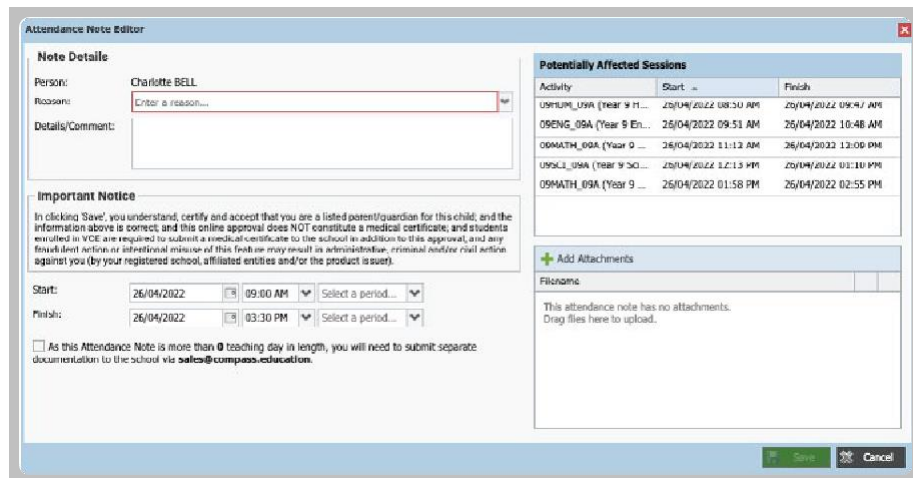 Attendance Note Editor
Note Details
Person: Charlotte BELL
Reason: Enter a reason...
Details/Comment:
Important Notice
In clicking 'Save', you understand, certify and accept that you are a listed parent/guardian for this child; and the
information above is correct; and this online approval does NOT constitute a medical certificate; and students
enrolled in VCE are required to submit a medical certificate to the school in addition to this approval, and any
fraudulent action or intentional misuse of this feature may result in administrative, criminal and/or civil action
against you (by your registered school, affiliated entities and/or the product issuer).
Start: 26/04/2022 09:00 AM Select a period...
Finish: 26/04/2022 03:30 PM Select a period...
As this Attendance Note is more than 0 teaching day in length, you will need to submit separate
documentation to the school via sales@compass.education.
Potentially Affected Sessions
Activity Start Finish
09HUM_09A (Year 9 H... 26/04/2022 08:50 AM 26/04/2022 09:47 AM
09ENG_09A (Year 9 En... 26/04/2022 09:51 AM 26/04/2022 10:48 AM
09MATH_09A (Year 9 ... 26/04/2022 11:12 AM 26/04/2022 12:09 PM
09SCI_09A (Year 9 Sc... 26/04/2022 12:13 PM 26/04/2022 01:10 PM
09MATH_09A (Year 9 ... 26/04/2022 01:58 PM 26/04/2022 02:55 PM
Add Attachments
Filename
This attendance note has no attachments.
Drag files here to upload.
Save Cancel